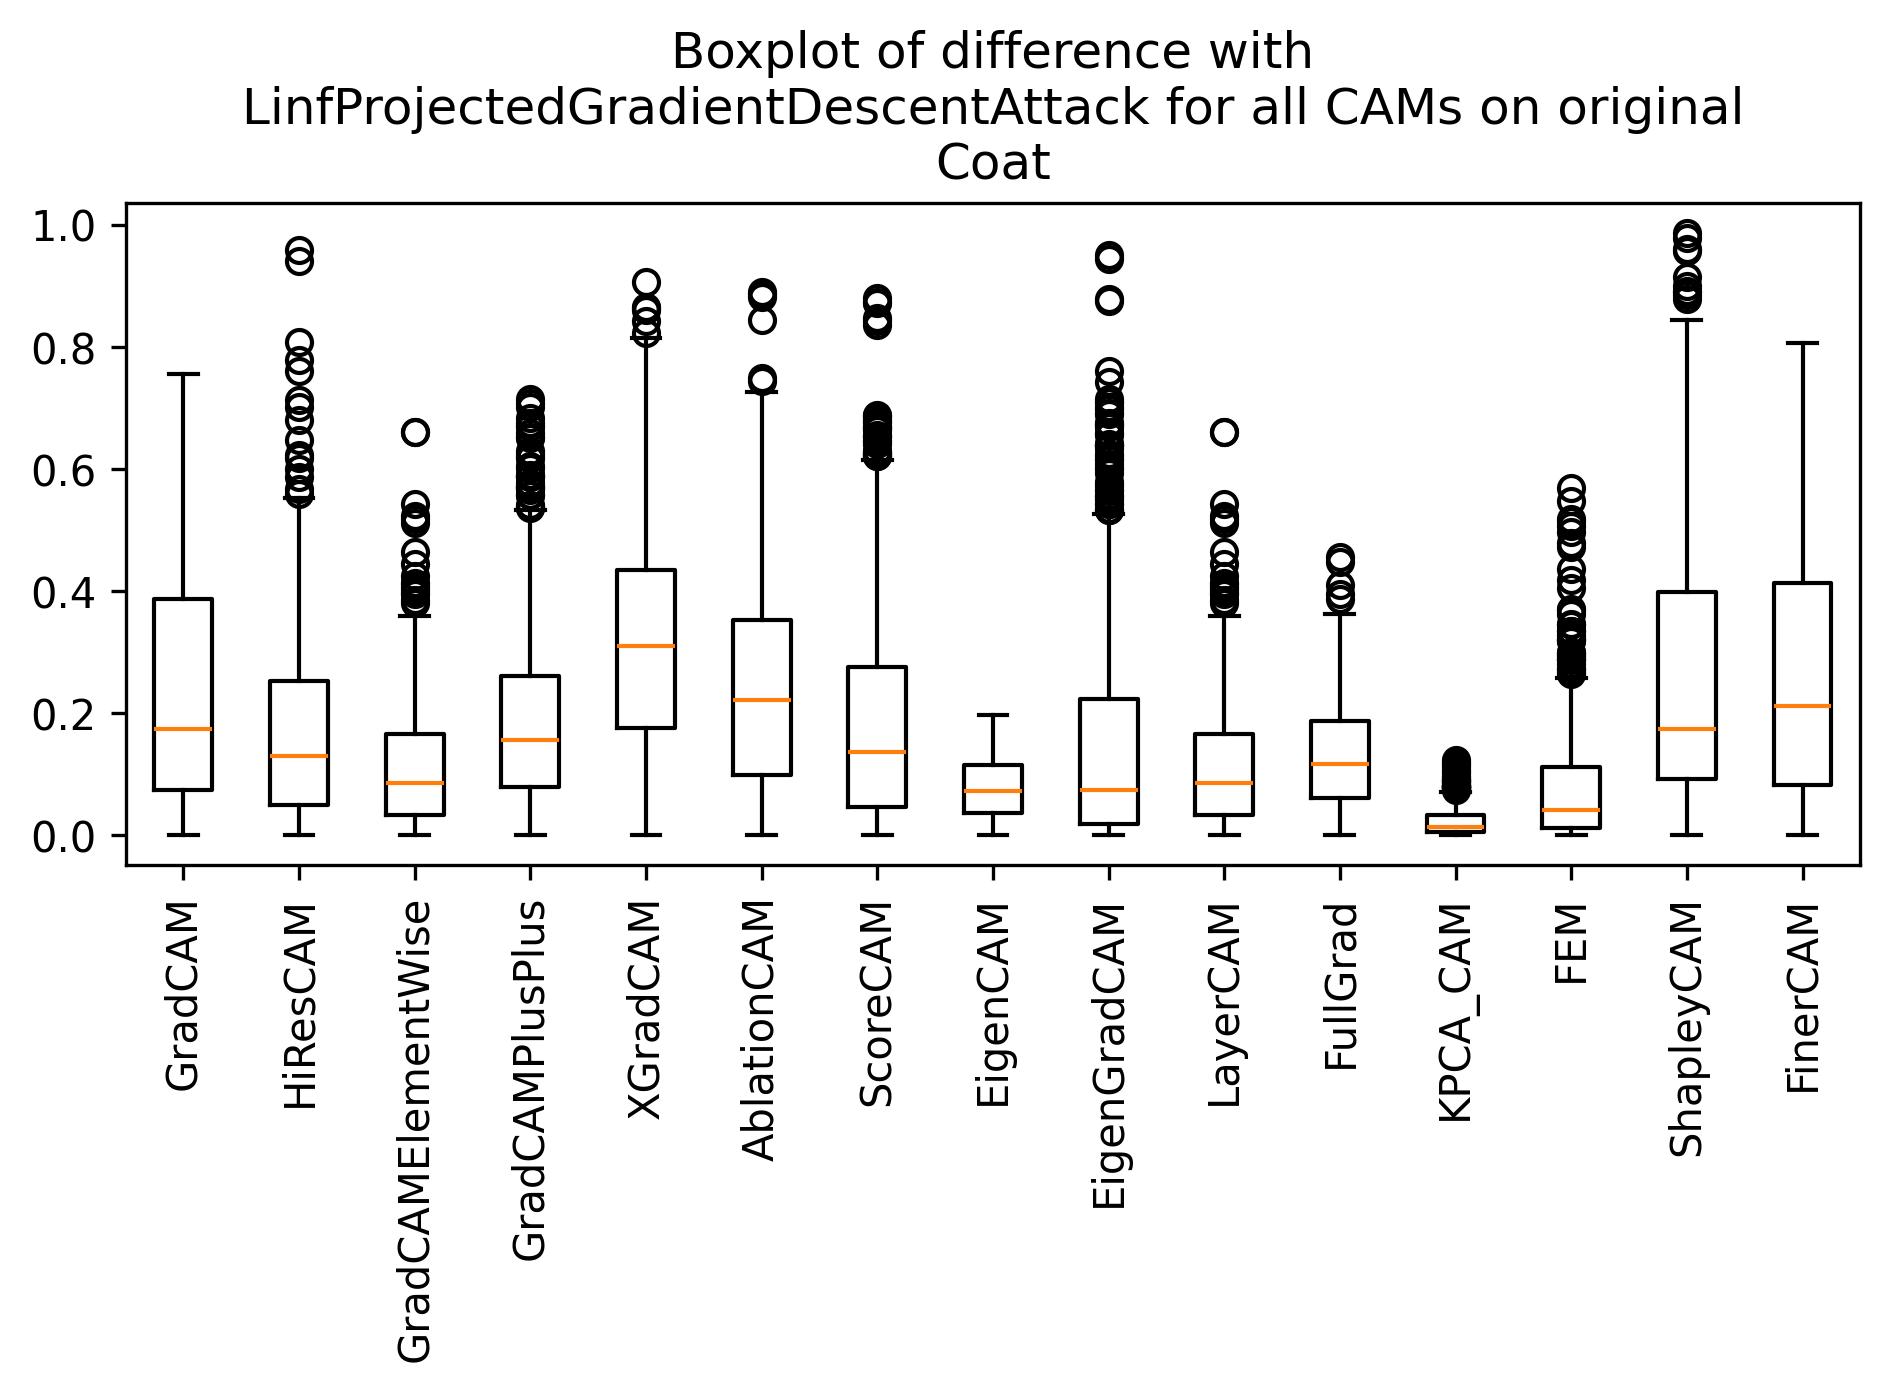 Boxplot of difference with
LinfProjectedGradientDescentAttack for all CAMs on original
Coat
1.0
0.8
0.6
0.4
0.2
0.0
GradCAM
HiResCAM
GradCAMElementWise
GradCAMPlusPlus
XGradCAM
AblationCAM
ScoreCAM
EigenCAM
EigenGradCAM
LayerCAM
FullGrad
KPCA_CAM
FEM
ShapleyCAM
FinerCAM